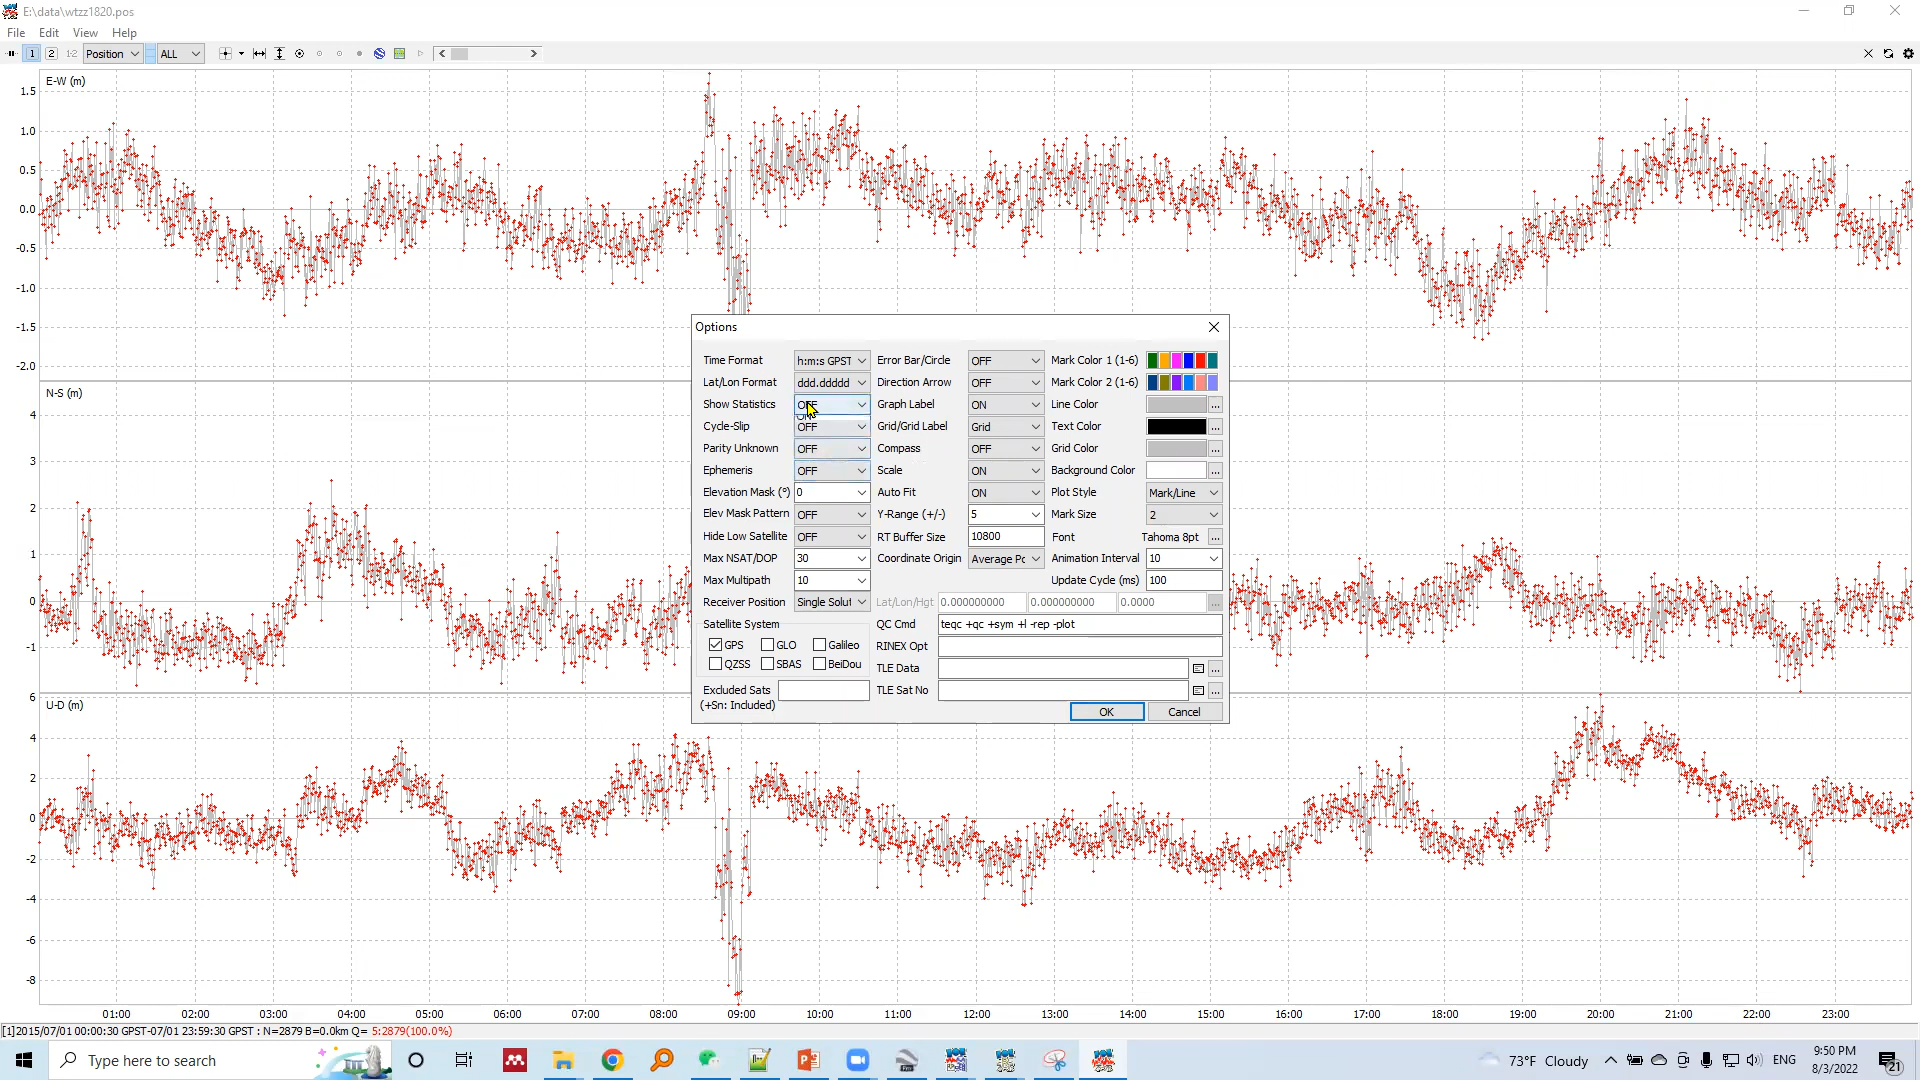 E:\data\wtzz1820.pos
File Edit View Help
1 2 1-2 Position ALL
E-W (m)
1.5
1.0
0.5
0.0
-0.5
-1.0
-1.5
-2.0
N-S (m)
4
3
2
1
0
-1
6
U-D (m)
4
2
0
-2
-4
-6
-8
01:00 02:00 03:00 04:00 05:00 06:00 07:00 08:00 09:00 10:00 11:00 12:00 13:00 14:00 15:00 16:00 17:00 18:00 19:00 20:00 21:00 22:00 23:00
Options
Time Format h:m:s GPST Error Bar/Circle OFF Mark Color 1 (1-6)
Lat/Lon Format ddd.ddddd Direction Arrow OFF Mark Color 2 (1-6)
Show Statistics OFF Graph Label ON Line Color ...
Cycle-Slip OFF Grid/Grid Label Grid Text Color ...
Parity Unknown OFF Compass OFF Grid Color ...
Ephemeris OFF Scale ON Background Color ...
Elevation Mask (°) 0 Auto Fit ON Plot Style Mark/Line
Elev Mask Pattern OFF Y-Range (+/-) 5 Mark Size 2
Hide Low Satellite OFF RT Buffer Size 10800 Font Tahoma 8pt ...
Max NSAT/DOP 30 Coordinate Origin Average Pc Animation Interval 10
Max Multipath 10 Update Cycle (ms) 100
Receiver Position Single Solut Lat/Lon/Hgt 0.000000000 0.000000000 0.0000 ...
Satellite System QC Cmd teqc +qc +sym +l -rep -plot
GPS GLO Galileo RINEX Opt
QZSS SBAS BeiDou TLE Data ...
Excluded Sats TLE Sat No ...
(+Sn: Included)
OK Cancel
[1]2015/07/01 00:00:30 GPST-07/01 23:59:30 GPST : N=2879 B=0.0km Q= 5:2879(100.0%)
Type here to search
73°F Cloudy
ENG
9:50 PM
8/3/2022
21